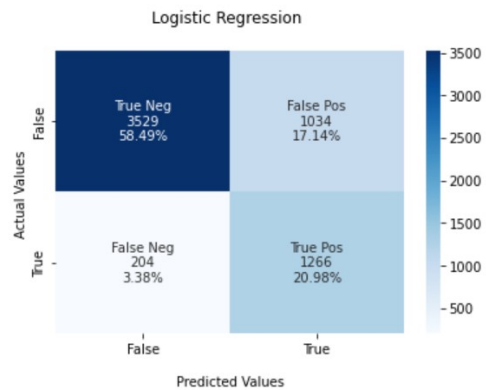 Logistic Regression
True Neg
3529
58.49%
False Pos
1034
17.14%
False Neg
204
3.38%
True Pos
1266
20.98%
Actual Values
False
True
False
True
Predicted Values
3500
3000
2500
2000
1500
1000
500